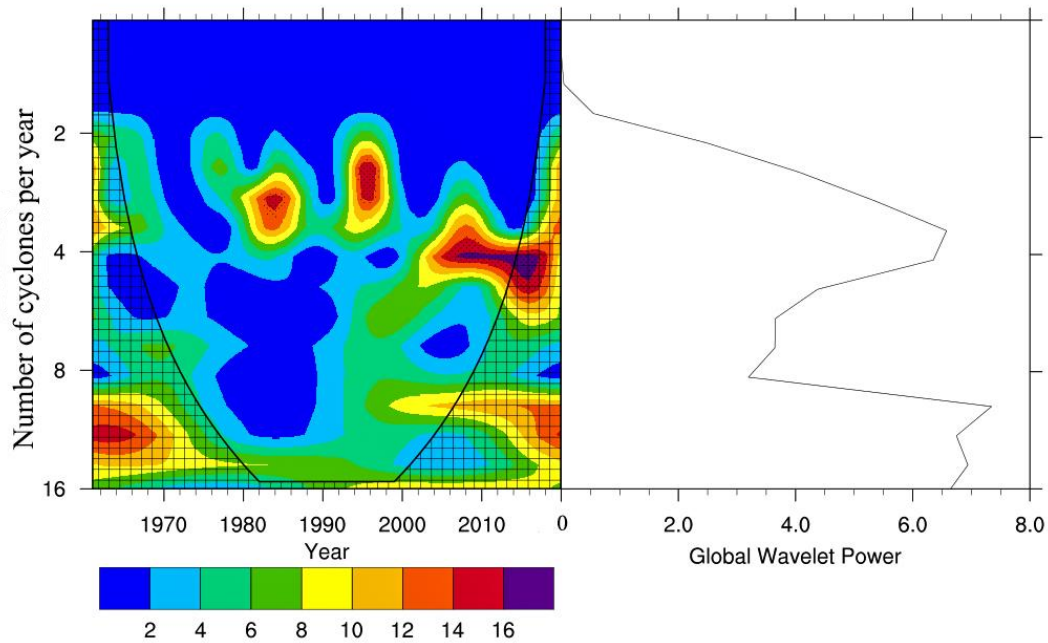 Number of cyclones per year
2
4
8
16
1970 1980 1990 2000 2010 0 2.0 4.0 6.0 8.0
Year
Global Wavelet Power
2 4 6 8 10 12 14 16